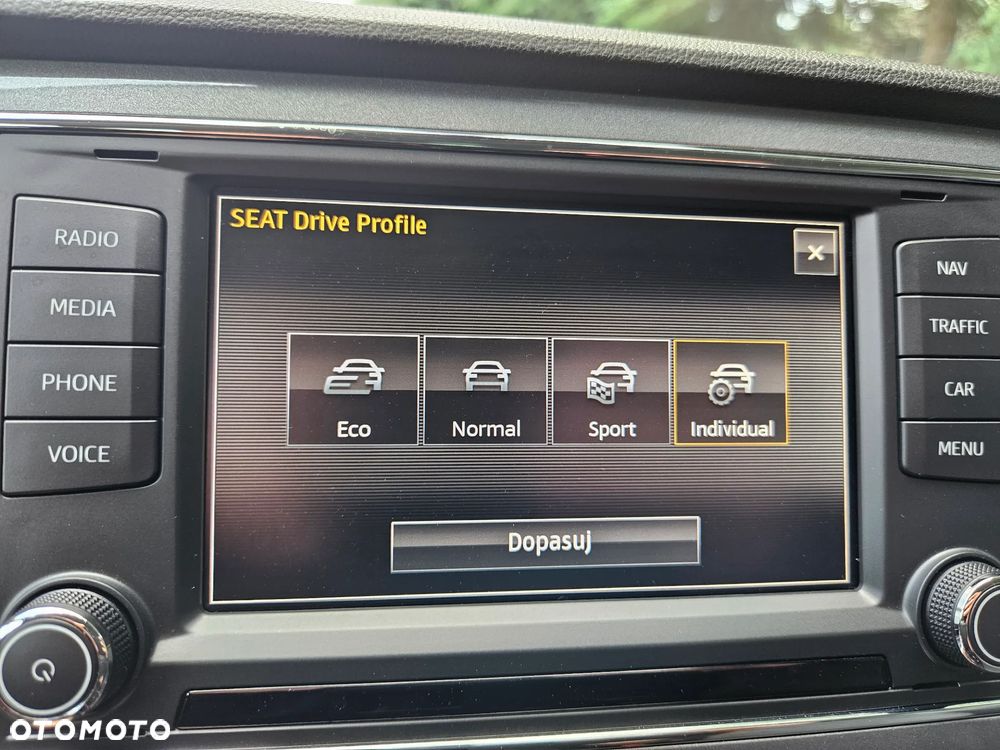 SEAT Drive Profile
RADIO
MEDIA
PHONE
VOICE
Eco
Normal
Sport
Individual
Dopasuj
NAV
TRAFFIC
CAR
MENU
OTOMOTO